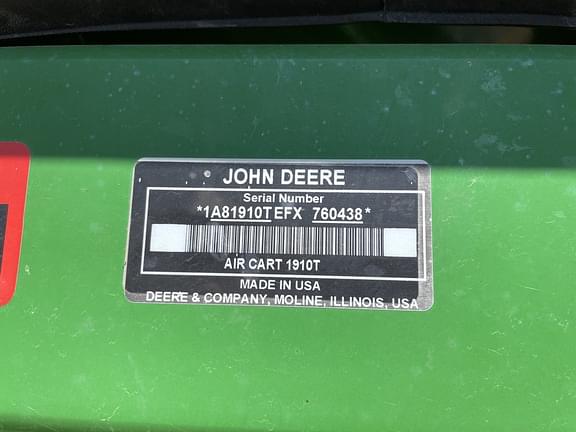 JOHN DEERE
Serial Number
*1A81910TEFX 760438*
AIR CART 1910T
MADE IN USA
DEERE & COMPANY, MOLINE, ILLINOIS, USA